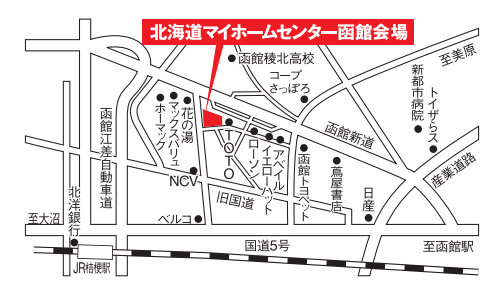 北海道マイホームセンター函館会場
函館稜北高校
コープ
さっぽろ
至美原
新都市病院
トイザらス
花の湯
マックスバリュ
ホーマック
函館江差自動車道
TOTO
函館新道
アベイル
イエローハット
ローソン
函館トヨペット
蔦屋書店
日産
産業道路
NCV
旧国道
ベルコ
北洋銀行
至大沼
国道5号
至函館駅
JR桔梗駅